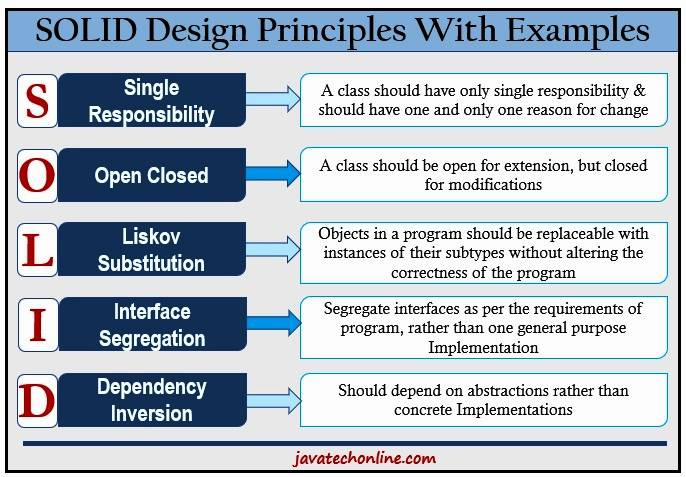 SOLID Design Principles With Examples
S
Single
Responsibility
A class should have only single responsibility &
should have one and only one reason for change
O
Open Closed
A class should be open for extension, but closed
for modifications
L
Liskov
Substitution
Objects in a program should be replaceable with
instances of their subtypes without altering the
correctness of the program
I
Interface
Segregation
Segregate interfaces as per the requirements of
program, rather than one general purpose
Implementation
D
Dependency
Inversion
Should depend on abstractions rather than
concrete Implementations
javatechonline.com